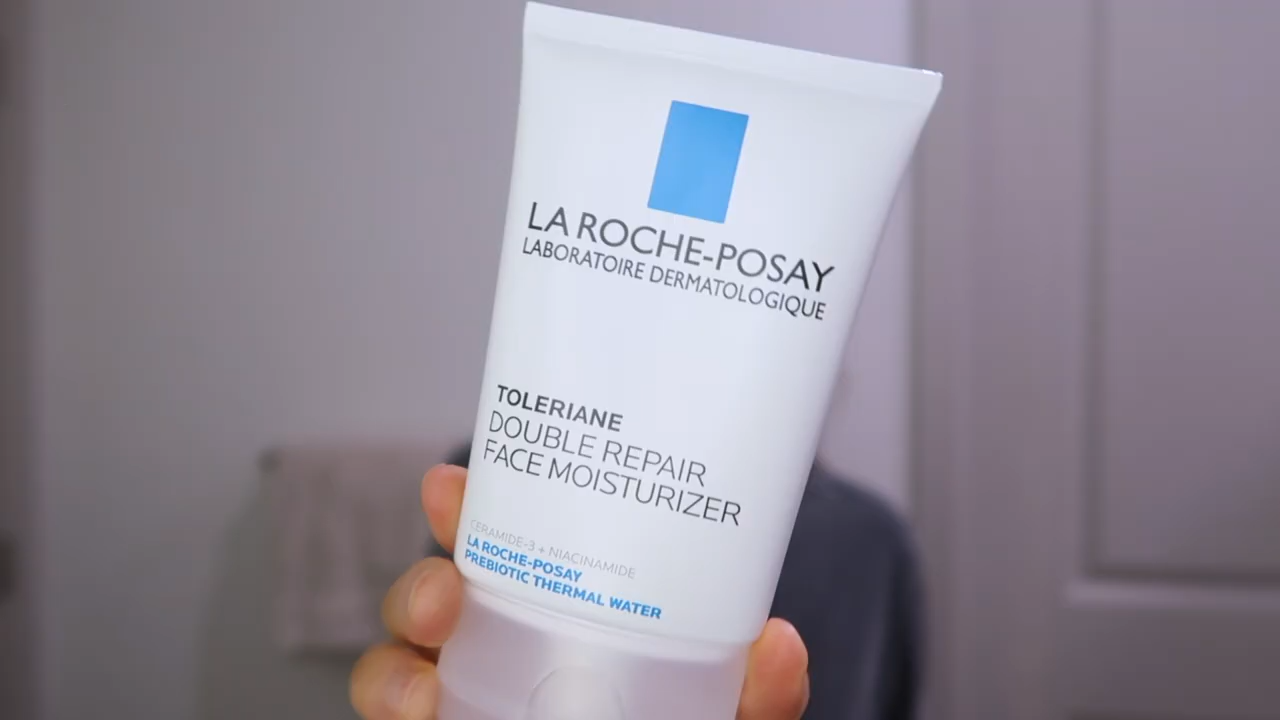 LA ROCHE-POSAY
LABORATOIRE DERMATOLOGIQUE
TOLERIANE
DOUBLE REPAIR
FACE MOISTURIZER
CERAMIDE-3 + NIACINAMIDE
LA ROCHE-POSAY
PREBIOTIC THERMAL WATER